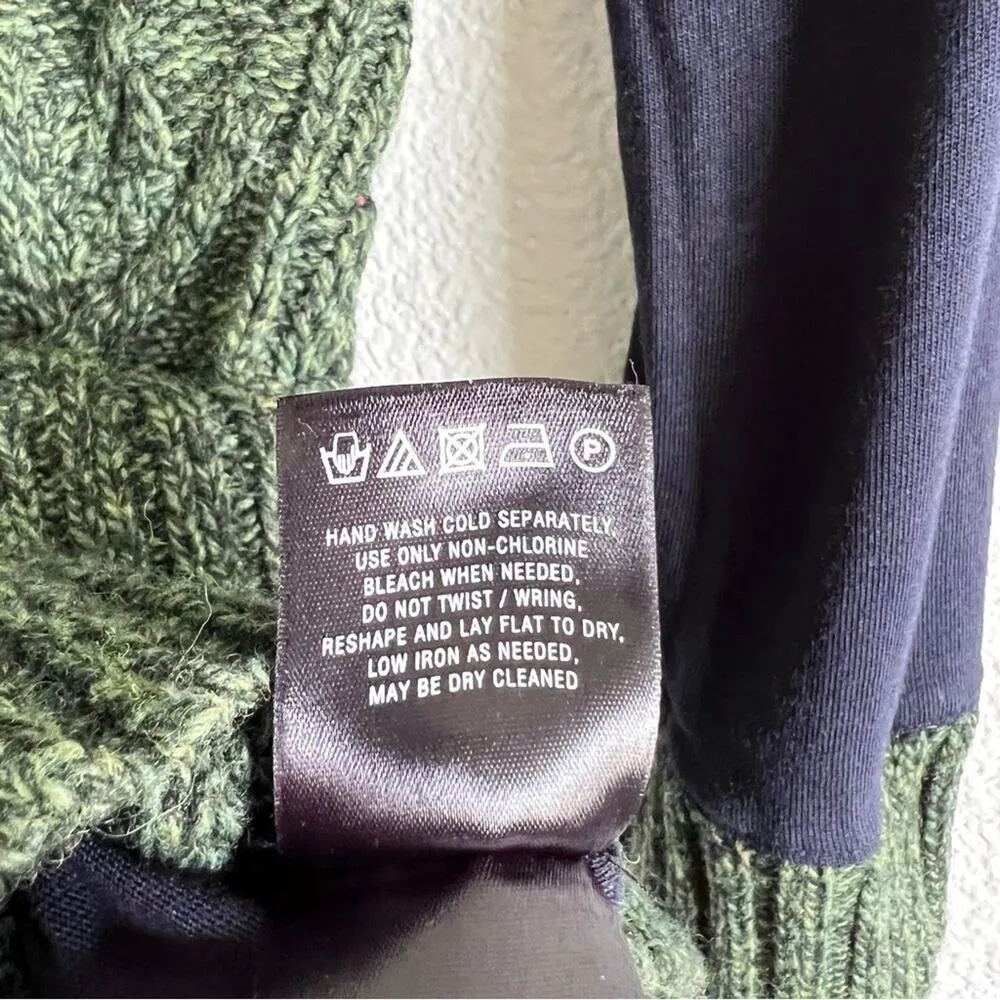 P
HAND WASH COLD SEPARATELY,
USE ONLY NON-CHLORINE
BLEACH WHEN NEEDED,
DO NOT TWIST / WRING,
RESHAPE AND LAY FLAT TO DRY,
LOW IRON AS NEEDED,
MAY BE DRY CLEANED